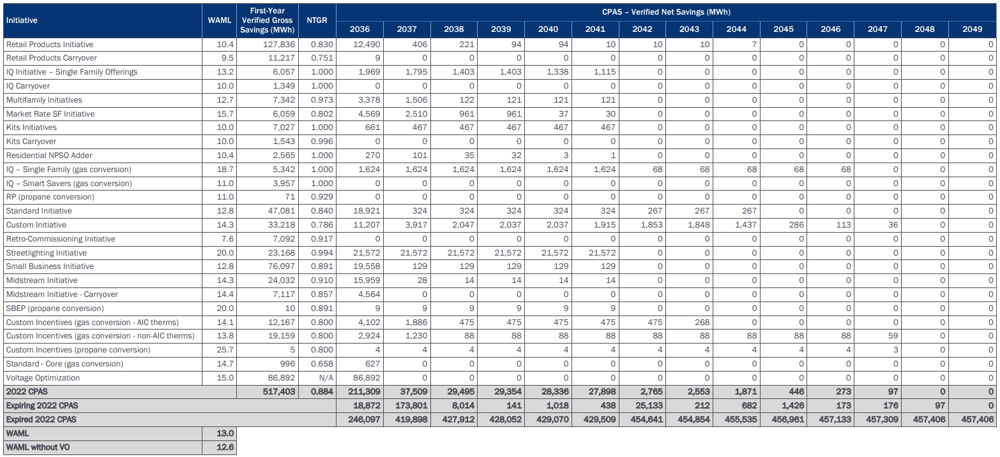 Initiative WAML First-Year Verified Gross Savings (MWh) NTGR CPAS – Verified Net Savings (MWh)
2036 2037 2038 2039 2040 2041 2042 2043 2044 2045 2046 2047 2048 2049
Retail Products Initiative 10.4 127,836 0.830 12,490 406 221 94 94 10 10 10 7 0 0 0 0 0
Retail Products Carryover 9.5 11,217 0.751 9 0 0 0 0 0 0 0 0 0 0 0 0 0
IQ Initiative – Single Family Offerings 13.2 6,057 1.000 1,969 1,795 1,403 1,403 1,338 1,115 0 0 0 0 0 0 0 0
IQ Carryover 10.0 1,349 1.000 0 0 0 0 0 0 0 0 0 0 0 0 0 0
Multifamily Initiatives 12.7 7,342 0.973 3,378 1,506 122 121 121 121 0 0 0 0 0 0 0 0
Market Rate SF Initiative 15.7 6,059 0.802 4,569 2,510 961 961 37 30 0 0 0 0 0 0 0 0
Kits Initiatives 10.0 7,027 1.000 661 467 467 467 467 467 0 0 0 0 0 0 0 0
Kits Carryover 10.0 1,543 0.996 0 0 0 0 0 0 0 0 0 0 0 0 0 0
Residential NPSO Adder 10.4 2,565 1.000 270 101 35 32 3 1 0 0 0 0 0 0 0 0
IQ – Single Family (gas conversion) 18.7 5,342 1.000 1,624 1,624 1,624 1,624 1,624 1,624 68 68 68 68 68 0 0 0
IQ – Smart Savers (gas conversion) 11.0 3,957 1.000 0 0 0 0 0 0 0 0 0 0 0 0 0 0
RP (propane conversion) 11.0 71 0.929 0 0 0 0 0 0 0 0 0 0 0 0 0 0
Standard Initiative 12.8 47,081 0.840 18,921 324 324 324 324 324 267 267 267 0 0 0 0 0
Custom Initiative 14.3 33,218 0.786 11,207 3,917 2,047 2,037 2,037 1,915 1,853 1,848 1,437 286 113 36 0 0
Retro-Commissioning Initiative 7.6 7,092 0.917 0 0 0 0 0 0 0 0 0 0 0 0 0 0
Streetlighting Initiative 20.0 23,168 0.994 21,572 21,572 21,572 21,572 21,572 21,572 0 0 0 0 0 0 0 0
Small Business Initiative 12.8 76,097 0.891 19,558 129 129 129 129 129 0 0 0 0 0 0 0 0
Midstream Initiative 14.3 24,032 0.910 15,959 28 14 14 14 14 0 0 0 0 0 0 0 0
Midstream Initiative - Carryover 14.4 7,117 0.857 4,564 0 0 0 0 0 0 0 0 0 0 0 0 0
SBEP (propane conversion) 20.0 10 0.891 9 9 9 9 9 9 0 0 0 0 0 0 0 0
Custom Incentives (gas conversion - AIC therms) 14.1 12,167 0.800 4,102 1,886 475 475 475 475 475 268 0 0 0 0 0 0
Custom Incentives (gas conversion - non-AIC therms) 13.8 19,159 0.800 2,924 1,230 88 88 88 88 88 88 88 88 88 59 0 0
Custom Incentives (propane conversion) 25.7 5 0.800 4 4 4 4 4 4 4 4 4 4 4 3 0 0
Standard - Core (gas conversion) 14.7 996 0.658 627 0 0 0 0 0 0 0 0 0 0 0 0 0
Voltage Optimization 15.0 86,892 N/A 86,892 0 0 0 0 0 0 0 0 0 0 0 0 0
2022 CPAS 517,403 0.884 211,309 37,509 29,495 29,354 28,336 27,898 2,765 2,553 1,871 446 273 97 0 0
Expiring 2022 CPAS 18,872 173,801 8,014 141 1,018 438 25,133 212 682 1,426 173 176 97 0
Expired 2022 CPAS 246,097 419,898 427,912 428,052 429,070 429,509 454,641 454,854 455,535 456,961 457,133 457,309 457,406 457,406
WAML 13.0
WAML without VO 12.6